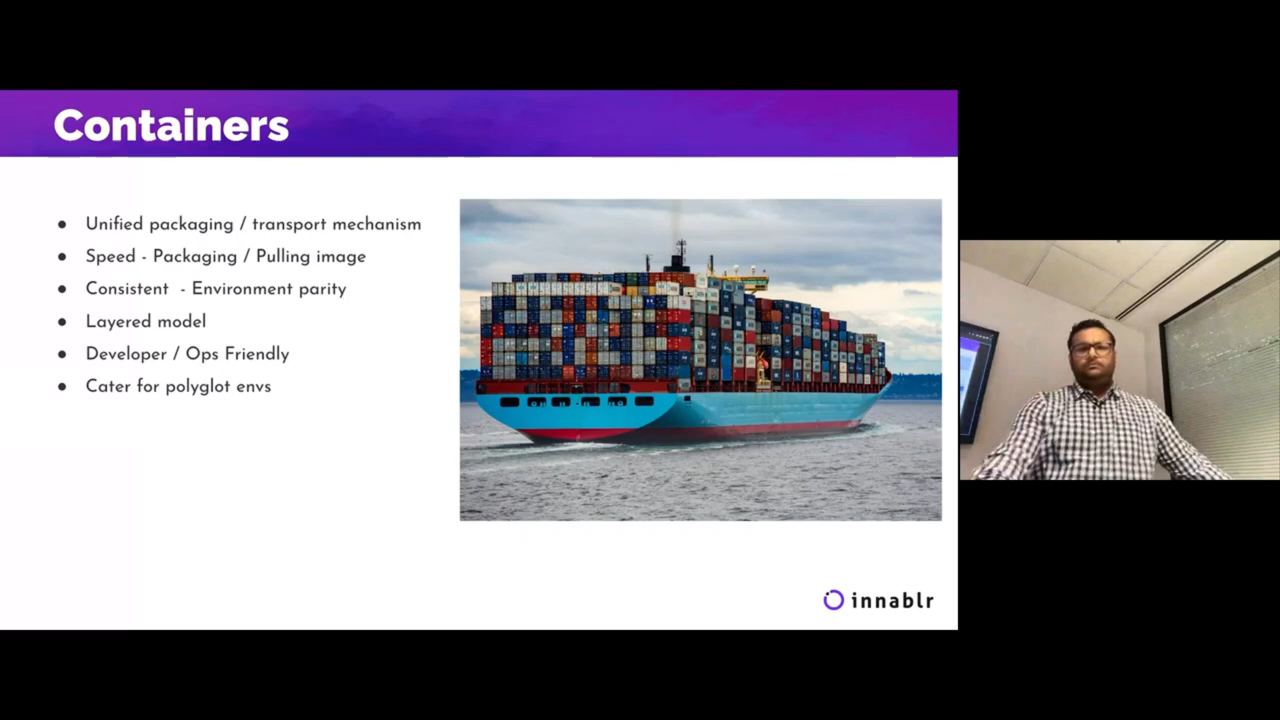 Containers
● Unified packaging / transport mechanism
● Speed - Packaging / Pulling image
● Consistent - Environment parity
● Layered model
● Developer / Ops Friendly
● Cater for polyglot envs
innablr